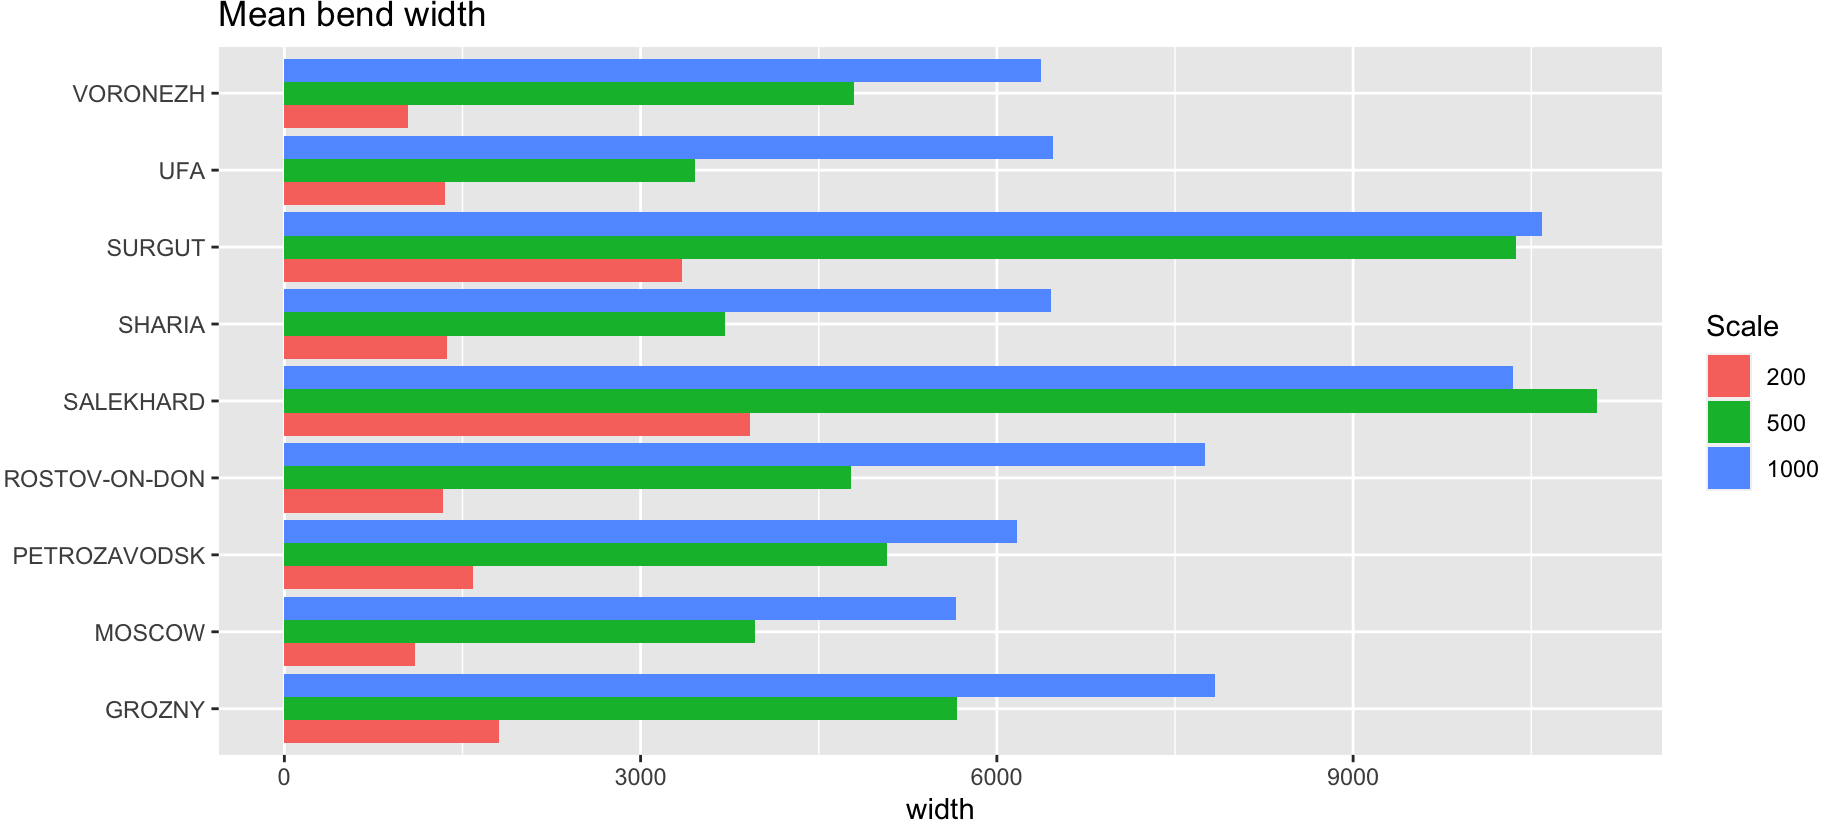 Mean bend width
VORONEZH
UFA
SURGUT
SHARIA
SALEKHARD
ROSTOV-ON-DON
PETROZAVODSK
MOSCOW
GROZNY
0 3000 6000 9000
width
Scale
200
500
1000